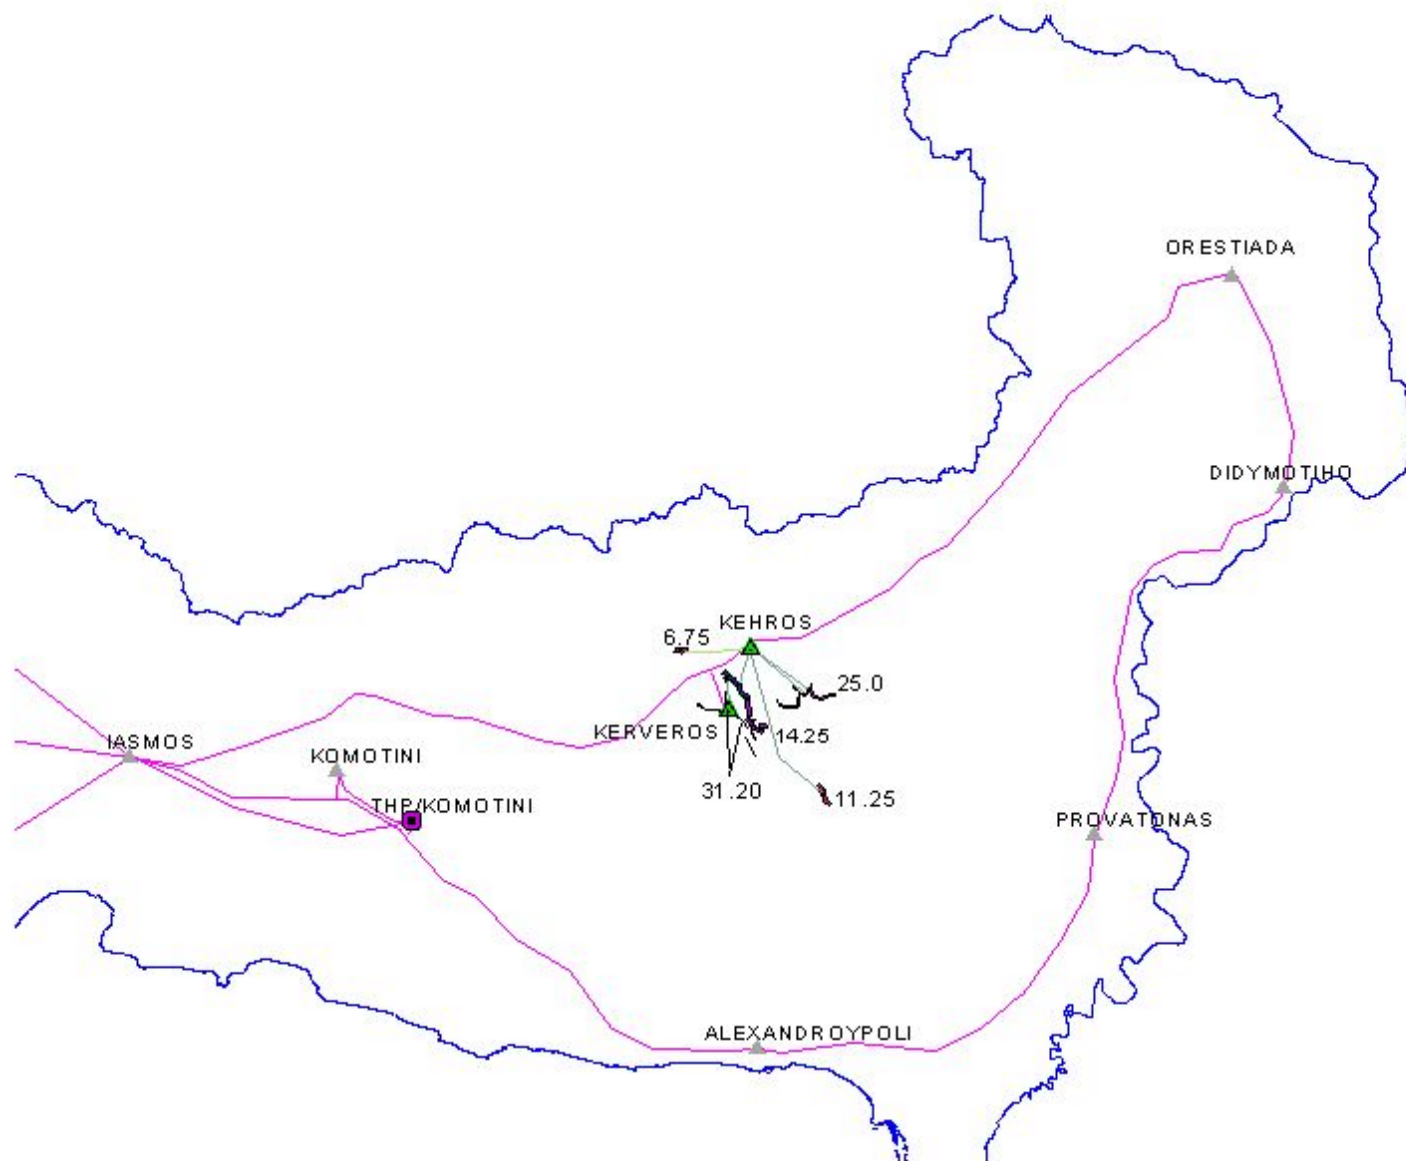 ORESTIADA
DIDYMOTIHO
KEHROS
6.75
25.0
KERVEROS
14.25
IASMOS
KOMOTINI
31.20
11.25
THP/KOMOTINI
PROVATONAS
ALEXANDROYPOLI